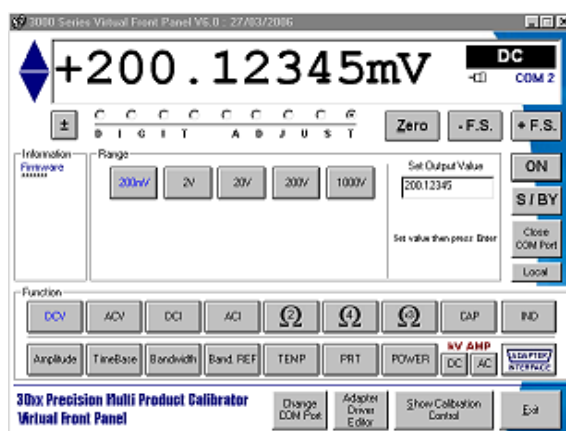 3000 Series Virtual Front Panel V6.0 : 27/03/2006
+200.12345mV
DC
COM 2
±
DIGIT ADJUST
Zero
- F.S.
+ F.S.
Information
Firmware
Range
200mV
2V
20V
200V
1000V
Set Output Value
200.12345
Set value then press Enter
ON
S / BY
Close
COM Port
Local
Function
DCV
ACV
DCI
ACI
Ω2
Ω4
CAP
IND
Amplitude
TimeBase
Bandwidth
Band. REF
TEMP
PRT
POWER
kV AMP
DC
AC
ADAPTER
INTERFACE
30xx Precision Multi Product Calibrator
Virtual Front Panel
Change
COM Port
Adapter
Driver
Editor
Show Calibration
Control
Exit